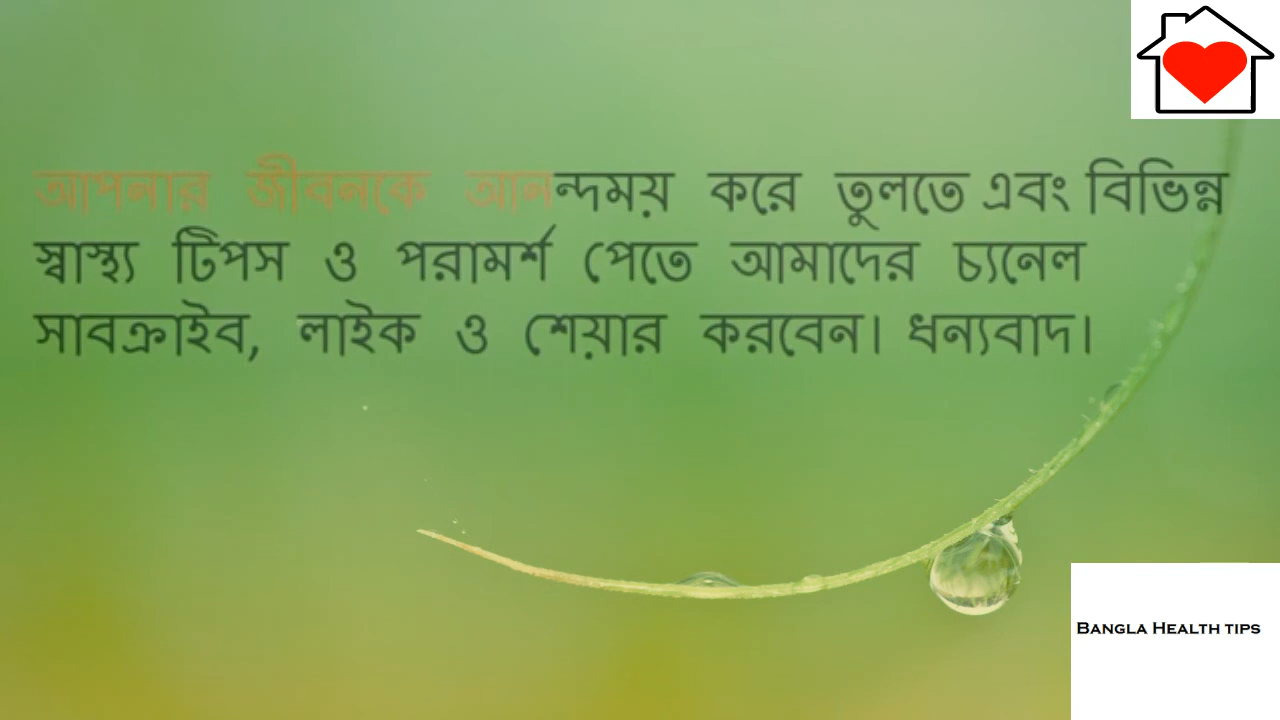 আপনার জীবনকে আনন্দময় করে তুলতে এবং বিভিন্ন
স্বাস্থ্য টিপস ও পরামর্শ পেতে আমাদের চ্যনেল
সাবক্রাইব, লাইক ও শেয়ার করবেন। ধন্যবাদ।
BANGLA HEALTH TIPS